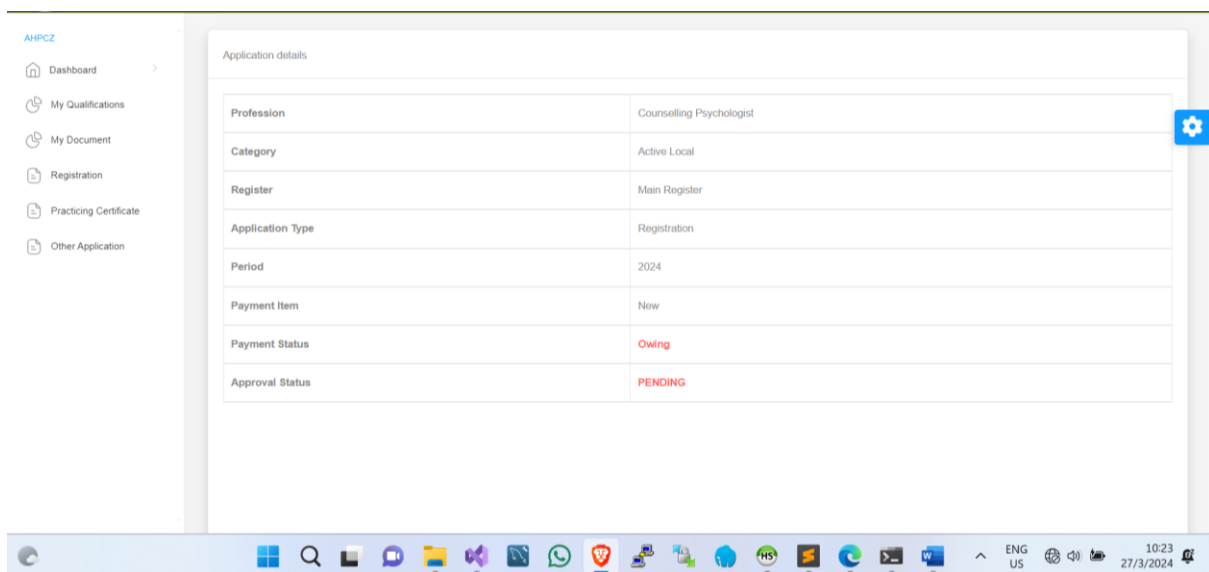 AHPCZ
Dashboard
My Qualifications
My Document
Registration
Practicing Certificate
Other Application
Application details
Profession Counselling Psychologist
Category Active Local
Register Main Register
Application Type Registration
Period 2024
Payment Item New
Payment Status Owing
Approval Status PENDING
HS
S
W
ENG
US
10:23
27/3/2024